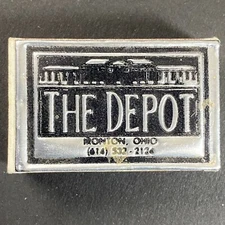 THE DEPOT
IRONTON, OHIO
(614) 532-2124